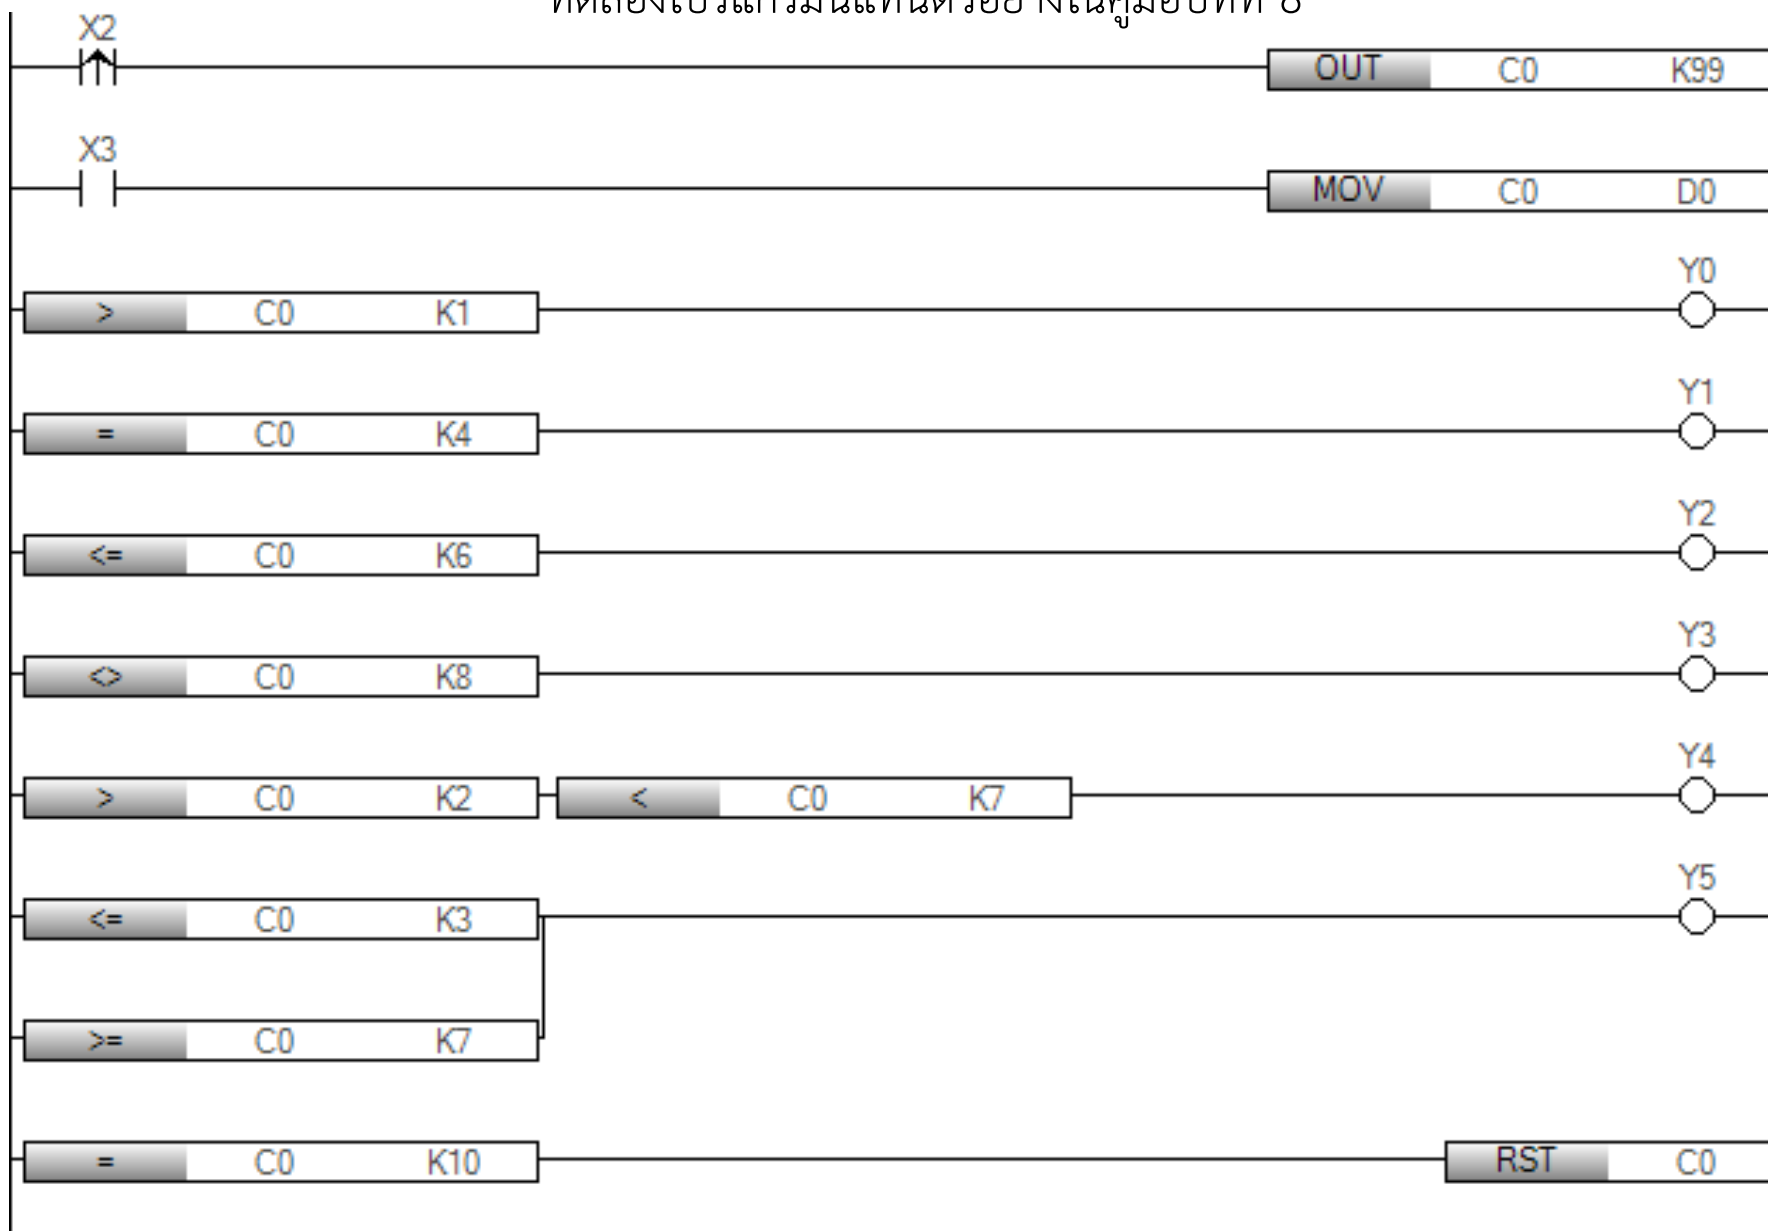 X2
OUT C0 K99
X3
MOV C0 D0
Y0
> C0 K1
Y1
= C0 K4
Y2
<= C0 K6
Y3
<> C0 K8
Y4
> C0 K2 < C0 K7
Y5
<= C0 K3
>= C0 K7
= C0 K10 RST C0